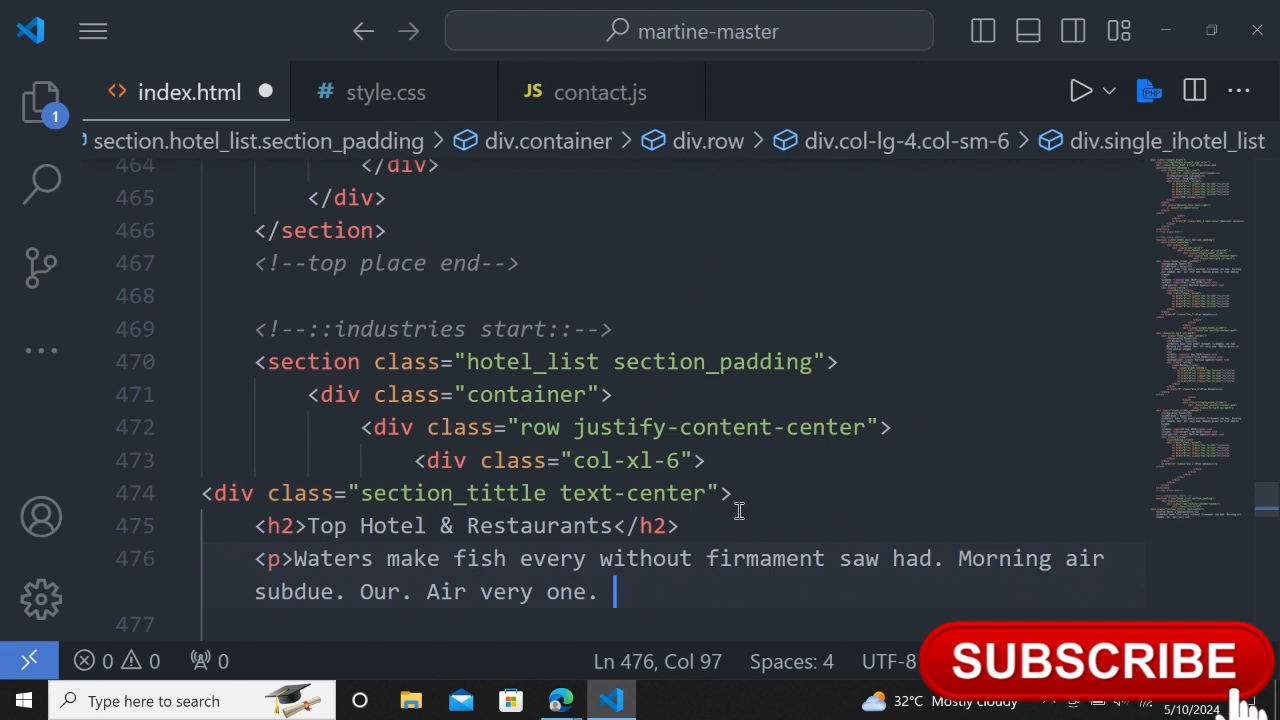 martine-master
index.html
# style.css
JS contact.js
1
section.hotel_list.section_padding > div.container > div.row > div.col-lg-4.col-sm-6 > div.single_ihotel_list
464 </div>
465 </div>
466 </section>
467 <!--top place end-->
468
469 <!--::industries start::-->
470 <section class="hotel_list section_padding">
471 <div class="container">
472 <div class="row justify-content-center">
473 <div class="col-xl-6">
474 <div class="section_tittle text-center">
475 <h2>Top Hotel & Restaurants</h2>
476 <p>Waters make fish every without firmament saw had. Morning air
subdue. Our. Air very one.
477
0 0 0
Ln 476, Col 97
Spaces: 4
UTF-8
SUBSCRIBE
Type here to search
32°C Mostly cloudy
5/10/2024